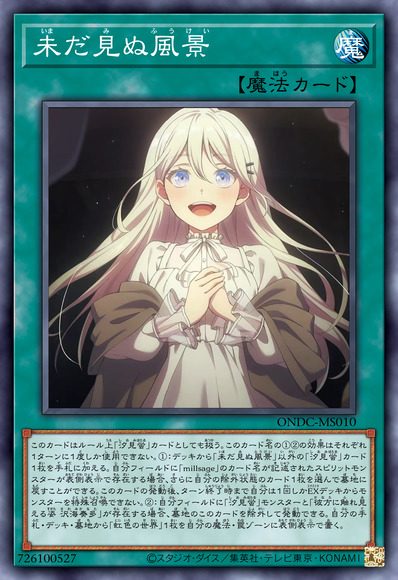 未だ見ぬ風景
【魔法カード】
魔
ONDC-MS010
このカードはルール上「汐見皆」カードとしても扱う。このカード名の①②の効果はそれぞれ
1ターンに1度しか使用できない。①：デッキから「未だ見ぬ風景」以外の「汐見皆」カード
1枚を手札に加える。自分フィールドに「millsage」のカード名が記述されたスピリットモン
スターが表側表示で存在する場合、さらに自分の除外状態のカード1枚を選んで墓地に
戻すことができる。このカードの発動後、ターン終了時まで自分は1回しかEXデッキからモ
ンスターを特殊召喚できない。②：自分フィールドに「汐見皆」モンスターと「彼方に触れ見
える茶 沢海奏多」が存在する場合、墓地のこのカードを除外して発動できる。自分の手
札・デッキ・墓地から「虹色の世界」1枚を自分の魔法・罠ゾーンに表側表示で置く。
726100527
©スタジオ・ダイス／集英社・テレビ東京・KONAMI